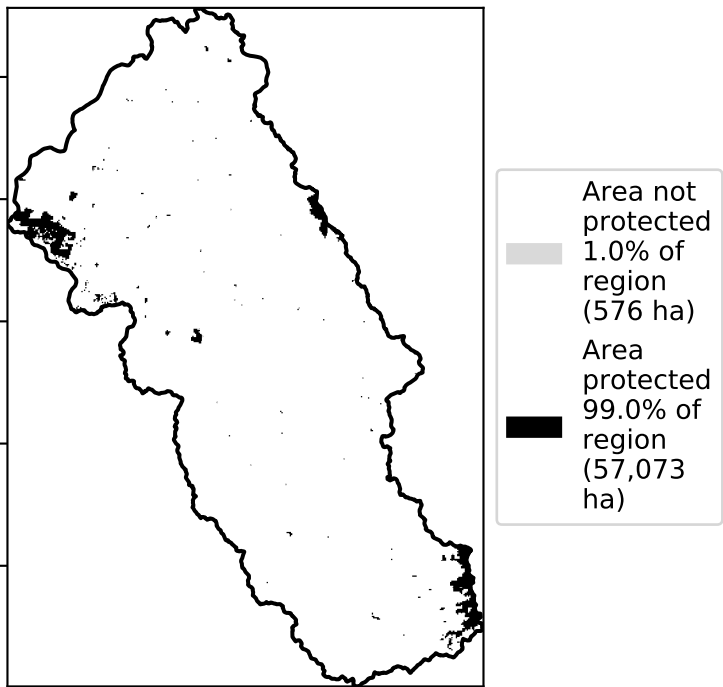 Area not
protected
1.0% of
region
(576 ha)
Area
protected
99.0% of
region
(57,073
ha)